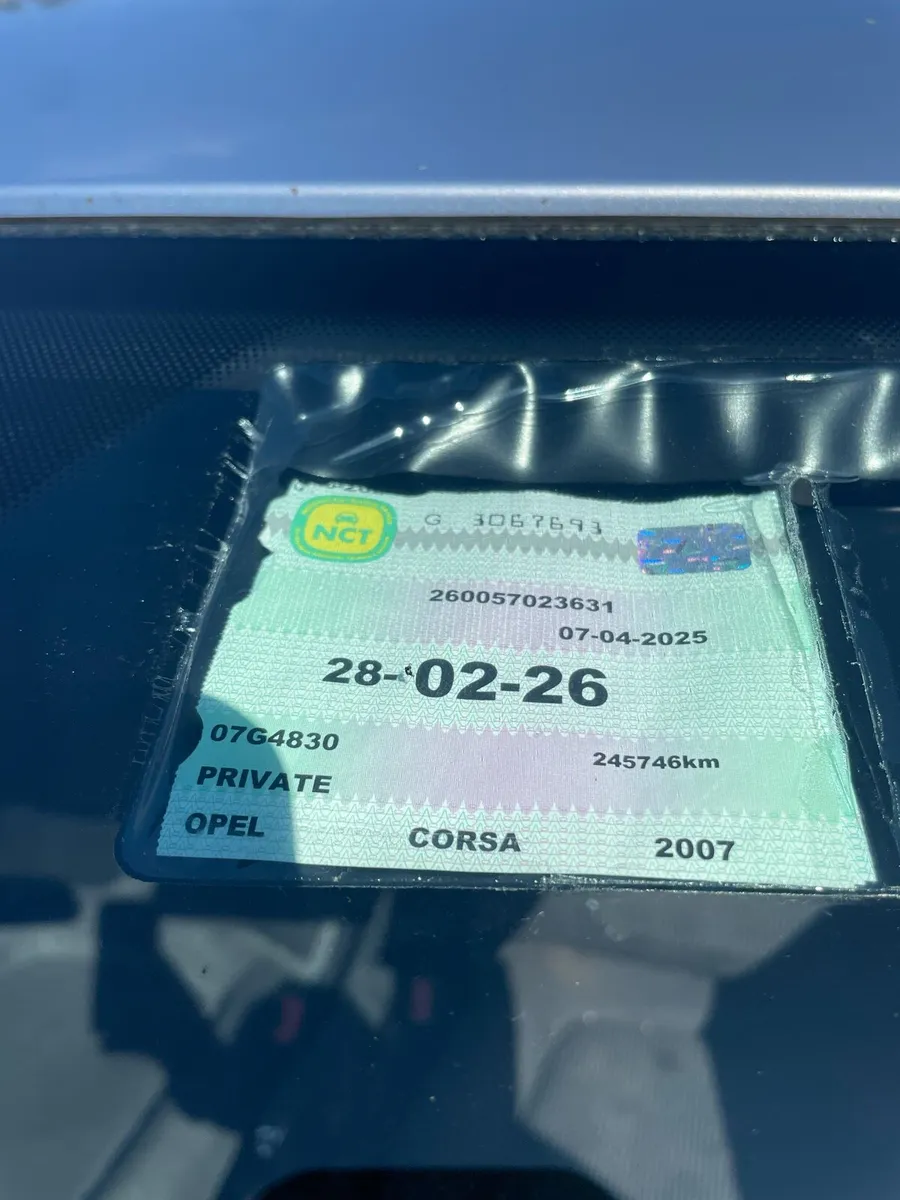 NCT
G 3067693
260057023631
07-04-2025
28-02-26
07G4830
245746km
PRIVATE
OPEL CORSA 2007